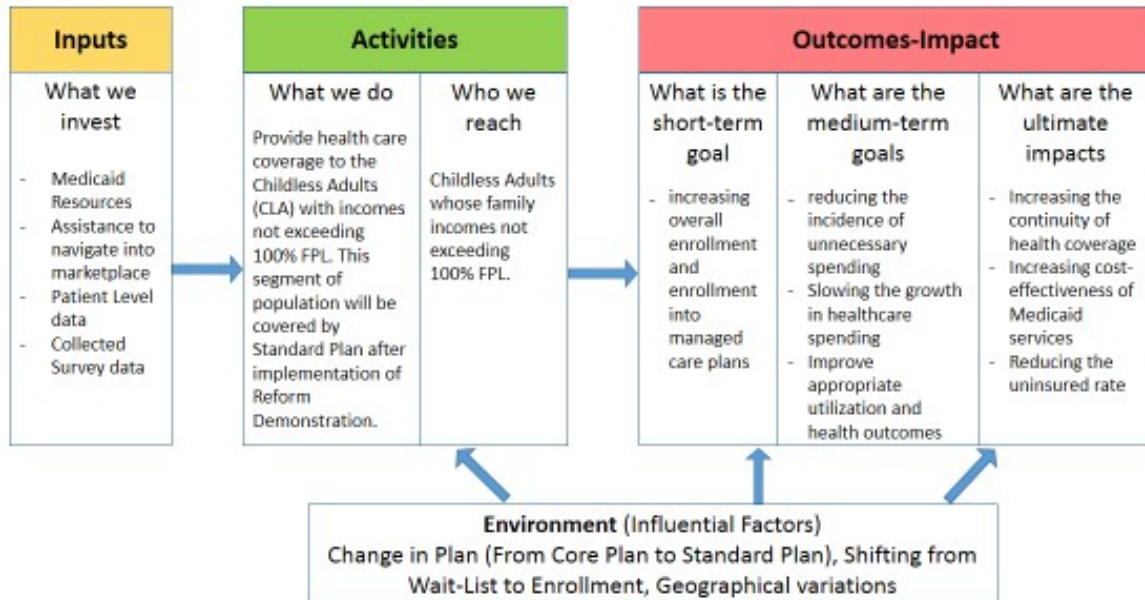 Inputs
What we
invest
- Medicaid
Resources
- Assistance to
navigate into
marketplace
- Patient Level
data
- Collected
Survey data
Activities
What we do
Provide health care
coverage to the
Childless Adults
(CLA) with incomes
not exceeding
100% FPL. This
segment of
population will be
covered by
Standard Plan after
implementation of
Reform
Demonstration.
Who we
reach
Childless Adults
whose family
incomes not
exceeding
100% FPL.
Outcomes-Impact
What is the
short-term
goal
- increasing
overall
enrollment
and
enrollment
into
managed
care plans
What are the
medium-term
goals
- reducing the
incidence of
unnecessary
spending
- Slowing the growth
in healthcare
spending
- Improve
appropriate
utilization and
health outcomes
What are the
ultimate
impacts
- Increasing the
continuity of
health coverage
- Increasing cost-
effectiveness of
Medicaid
services
- Reducing the
uninsured rate
Environment (Influential Factors)
Change in Plan (From Core Plan to Standard Plan), Shifting from
Wait-List to Enrollment, Geographical variations